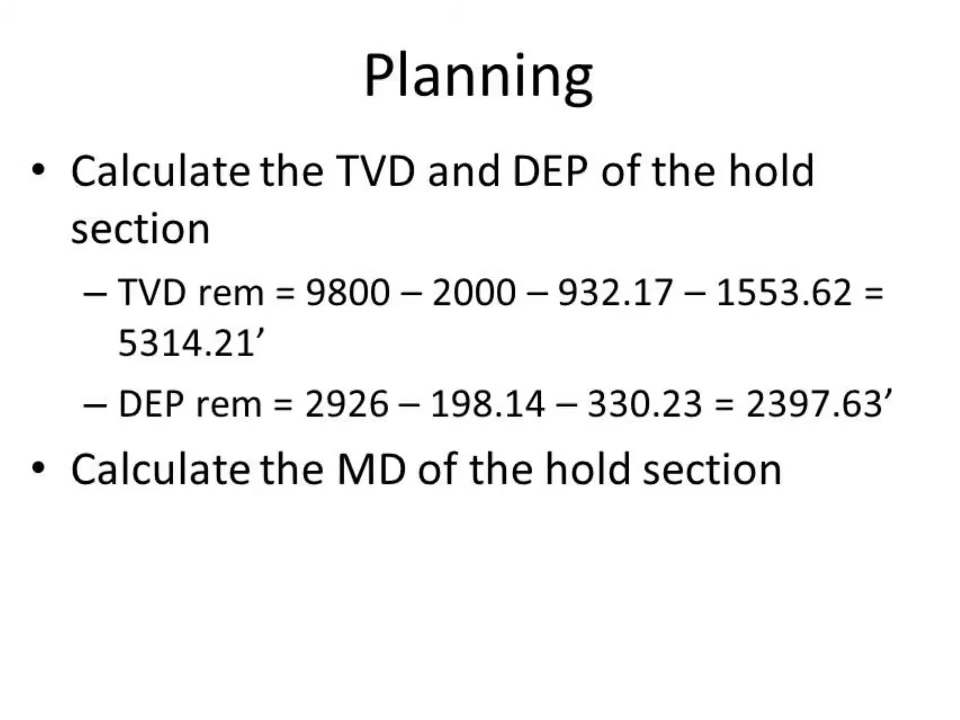 Planning
• Calculate the TVD and DEP of the hold
section
– TVD rem = 9800 – 2000 – 932.17 – 1553.62 =
5314.21’
– DEP rem = 2926 – 198.14 – 330.23 = 2397.63’
• Calculate the MD of the hold section